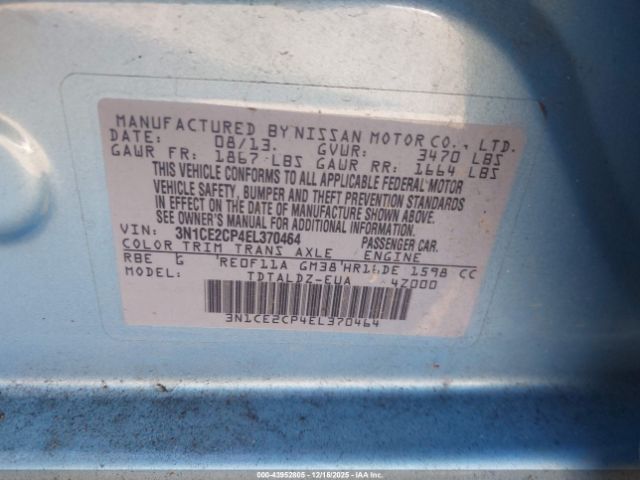 MANUFACTURED BY NISSAN MOTOR CO., LTD.
DATE: 08/13. GVWR: 3470 LBS
GAWR FR: 1867 LBS GAWR RR: 1664 LBS
THIS VEHICLE CONFORMS TO ALL APPLICABLE FEDERAL MOTOR
VEHICLE SAFETY, BUMPER AND THEFT PREVENTION STANDARDS
IN EFFECT ON THE DATE OF MANUFACTURE SHOWN ABOVE.
SEE OWNER'S MANUAL FOR ADDITIONAL INFORMATION.
VIN: 3N1CE2CP4EL370464 PASSENGER CAR.
COLOR TRIM TRANS AXLE ENGINE
RBE G RE0F11A GM38 HR16DE 1598 CC
MODEL: TDTALDZ-EUA 4Z000
3N1CE2CP4EL370464
000-43952805 - 12/16/2025 - IAAI.com